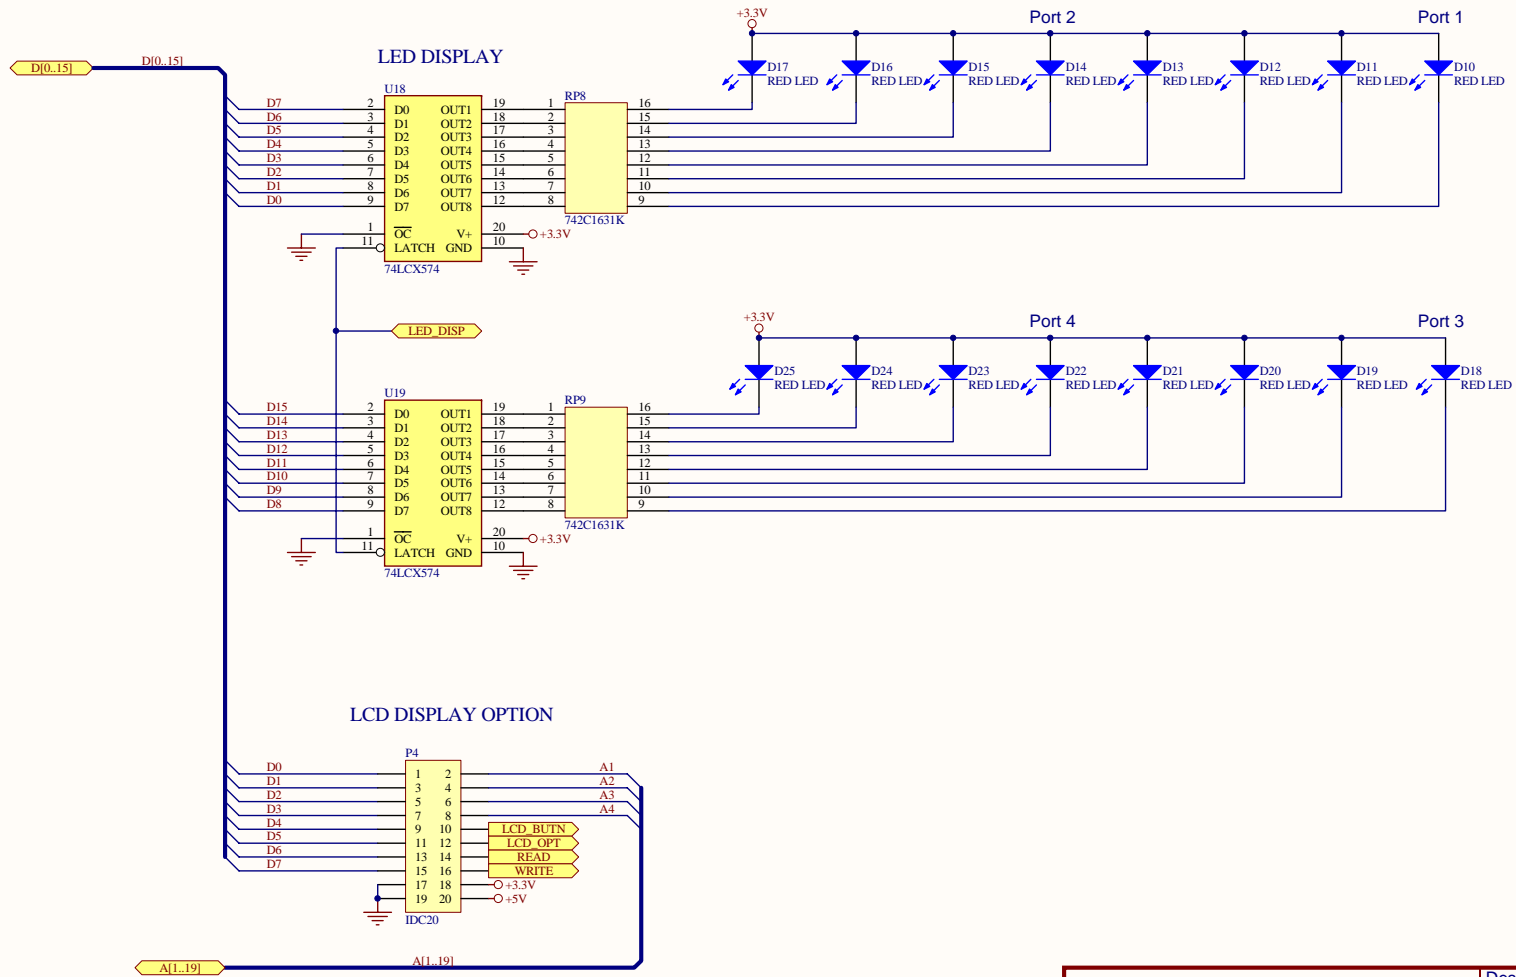 +3.3V
Port 2
Port 1
LED DISPLAY
D[0..15]
D[0..15]
D17
RED LED
D16
RED LED
D15
RED LED
D14
RED LED
D13
RED LED
D12
RED LED
D11
RED LED
D10
RED LED
U18
RP8
D7 2 D0 OUT1 19 1 16
D6 3 D1 OUT2 18 2 15
D5 4 D2 OUT3 17 3 14
D4 5 D3 OUT4 16 4 13
D3 6 D4 OUT5 15 5 12
D2 7 D5 OUT6 14 6 11
D1 8 D6 OUT7 13 7 10
D0 9 D7 OUT8 12 8 9
742C1631K
1 OC V+ 20 +3.3V
11 LATCH GND 10
74LCX574
LED_DISP
+3.3V
Port 4
Port 3
D25
RED LED
D24
RED LED
D23
RED LED
D22
RED LED
D21
RED LED
D20
RED LED
D19
RED LED
D18
RED LED
U19
RP9
D15 2 D0 OUT1 19 1 16
D14 3 D1 OUT2 18 2 15
D13 4 D2 OUT3 17 3 14
D12 5 D3 OUT4 16 4 13
D11 6 D4 OUT5 15 5 12
D10 7 D5 OUT6 14 6 11
D9 8 D6 OUT7 13 7 10
D8 9 D7 OUT8 12 8 9
742C1631K
1 OC V+ 20 +3.3V
11 LATCH GND 10
74LCX574
LCD DISPLAY OPTION
P4
D0 1 2 A1
D1 3 4 A2
D2 5 6 A3
D3 7 8 A4
D4 9 10 LCD_BUTN
D5 11 12 LCD_OPT
D6 13 14 READ
D7 15 16 WRITE
17 18 +3.3V
19 20 +5V
IDC20
A[1..19]
A[1..19]